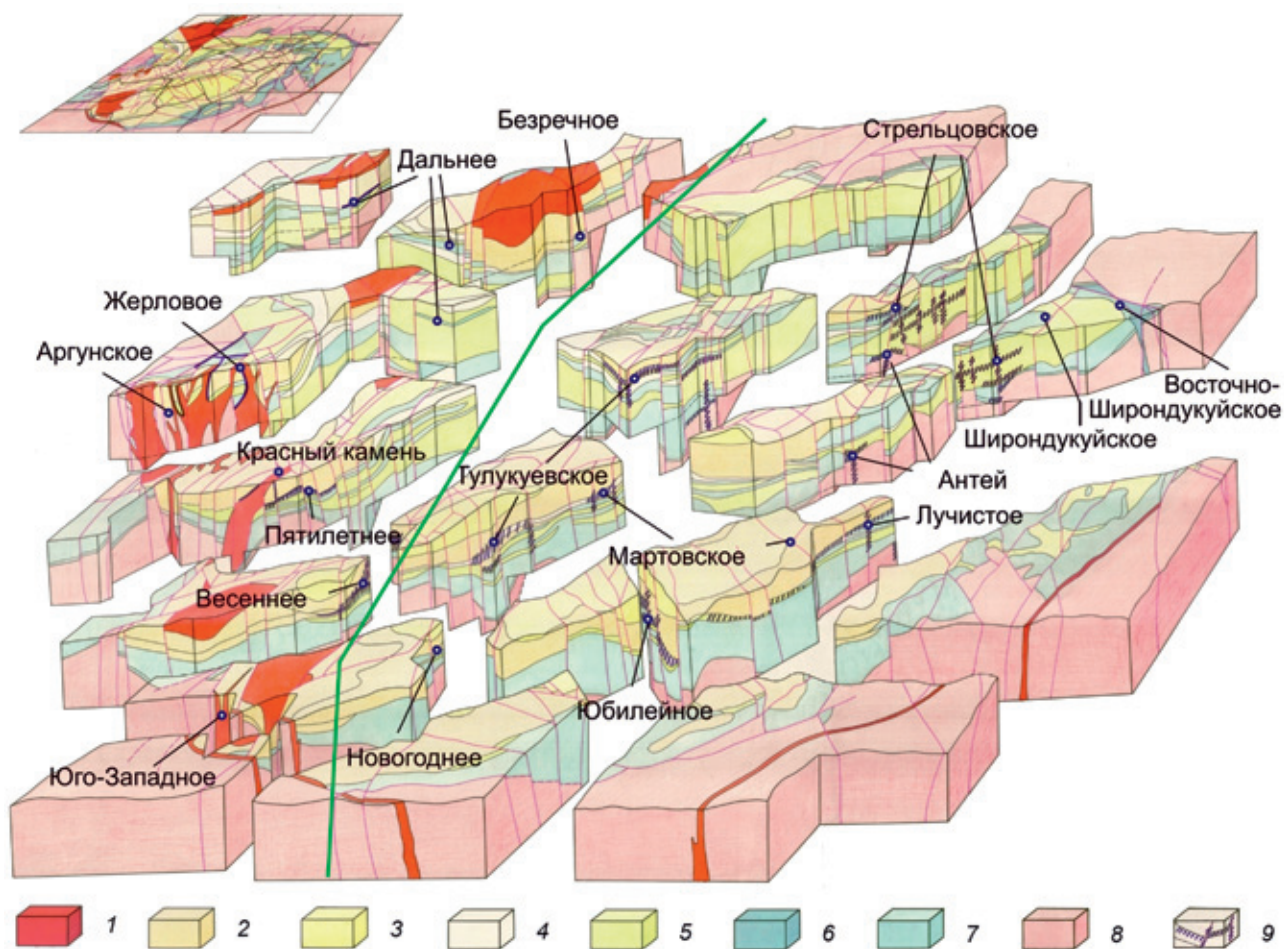 Безречное
Стрельцовское
Дальнее
Жерловое
Аргунское
Восточно-
Широндукуйское
Широндукуйское
Красный камень
Тулукуевское
Антей
Пятилетнее
Лучистое
Мартовское
Весеннее
Юбилейное
Новогоднее
Юго-Западное
1 2 3 4 5 6 7 8 9